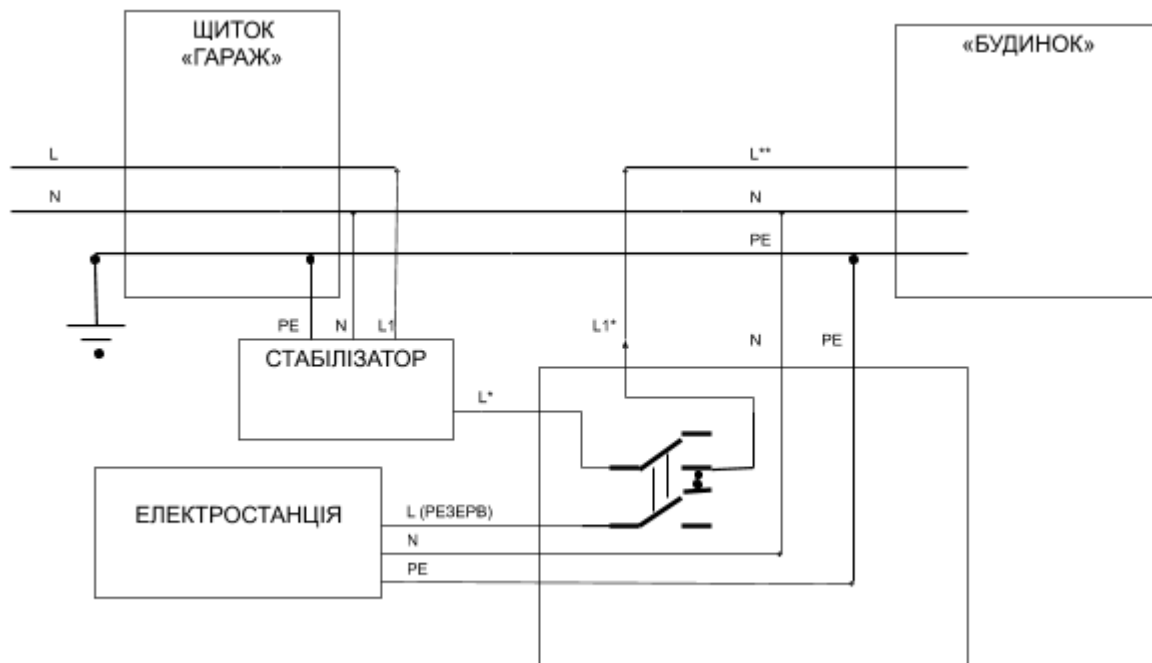 ЩИТОК
«ГАРАЖ»
«БУДИНОК»
L
L**
N
N
PE
PE
N
L1
L1*
N
PE
СТАБІЛІЗАТОР
L*
ЕЛЕКТРОСТАНЦІЯ
L (РЕЗЕРВ)
N
PE